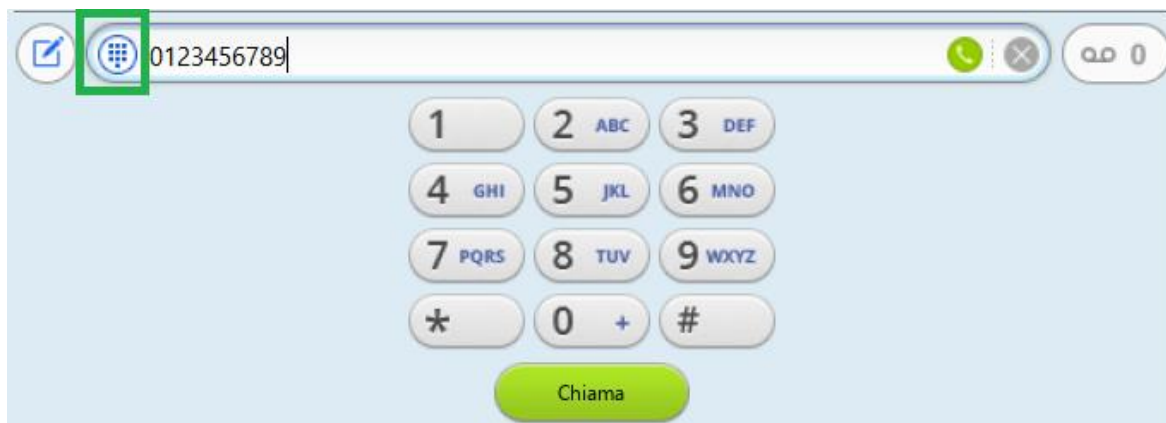 0123456789 0
1 2 ABC 3 DEF
4 GHI 5 JKL 6 MNO
7 PQRS 8 TUV 9 WXYZ
* 0 + #
Chiama